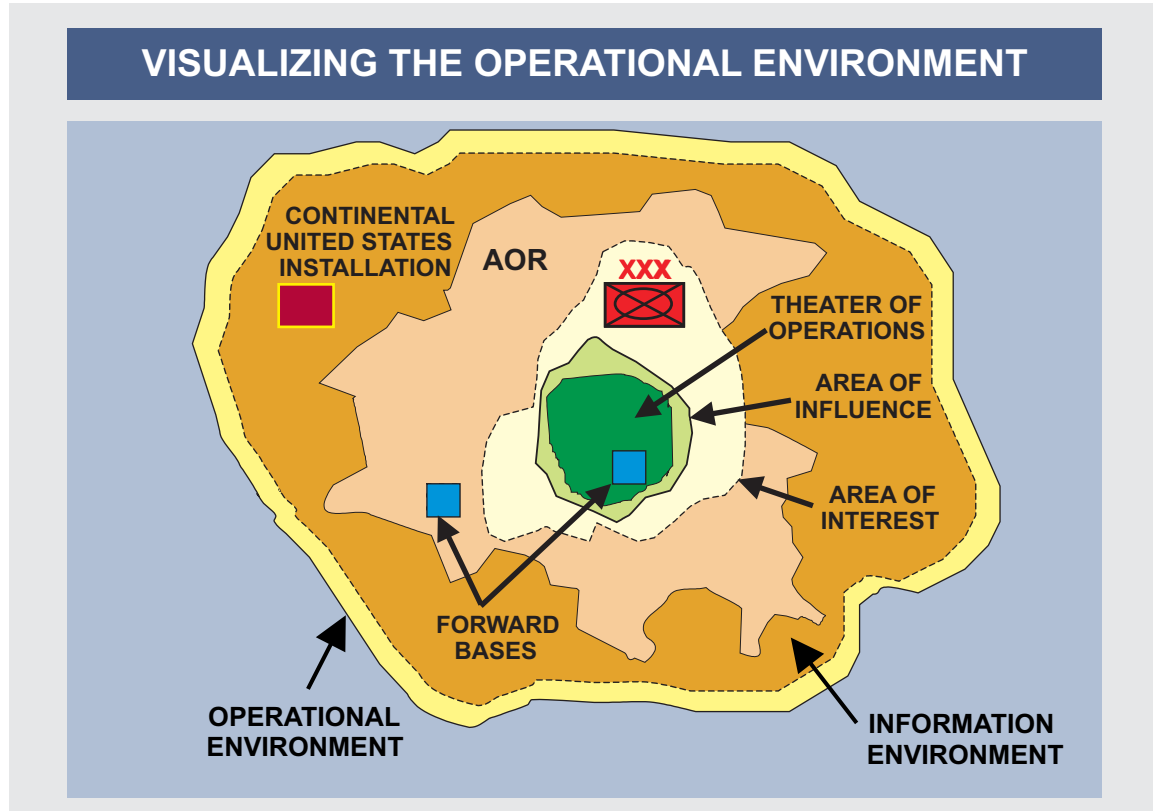 VISUALIZING THE OPERATIONAL ENVIRONMENT
CONTINENTAL
UNITED STATES
INSTALLATION
AOR
XXX
THEATER OF
OPERATIONS
AREA OF
INFLUENCE
AREA OF
INTEREST
FORWARD
BASES
OPERATIONAL
ENVIRONMENT
INFORMATION
ENVIRONMENT